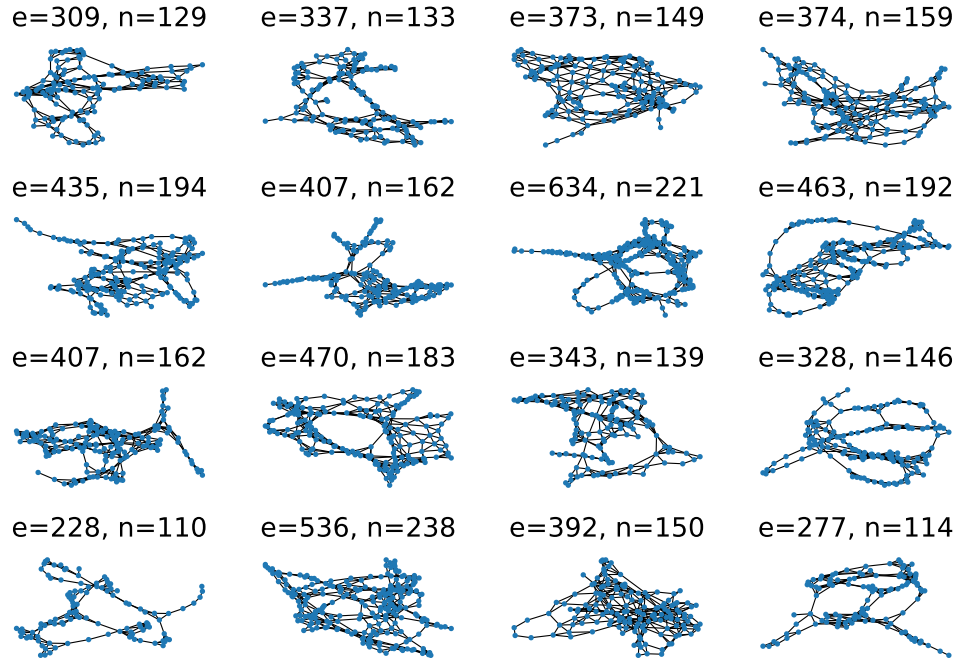 e=309, n=129
e=337, n=133
e=373, n=149
e=374, n=159
e=435, n=194
e=407, n=162
e=634, n=221
e=463, n=192
e=407, n=162
e=470, n=183
e=343, n=139
e=328, n=146
e=228, n=110
e=536, n=238
e=392, n=150
e=277, n=114